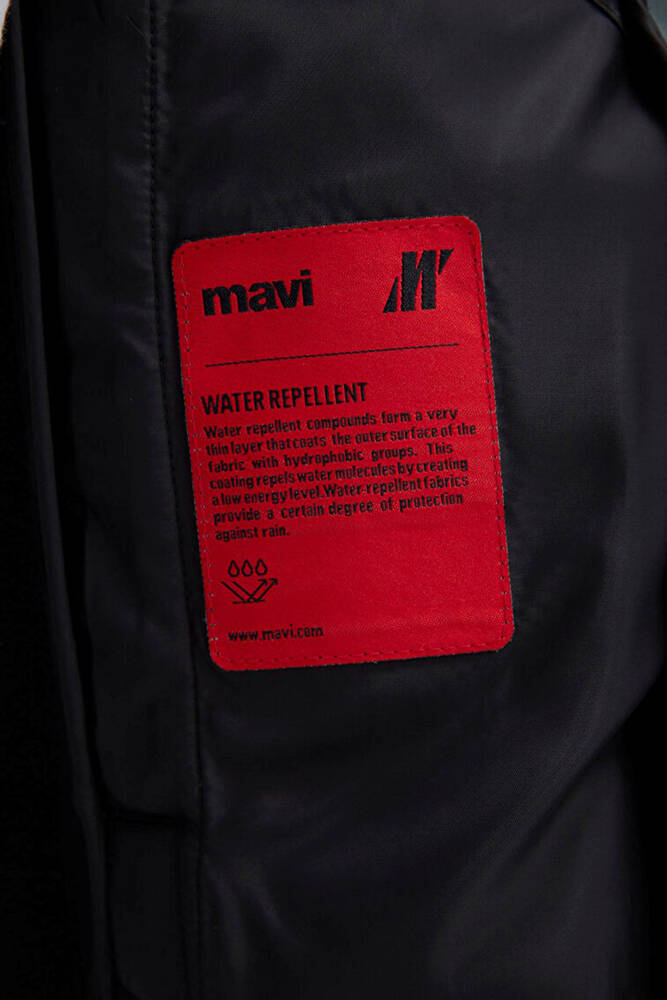 mavi
WATER REPELLENT
Water repellent compounds form a very
thin layer that coats the outer surface of the
fabric with hydrophobic groups. This
coating repels water molecules by creating
a low energy level. Water-repellent fabrics
provide a certain degree of protection
against rain.
www.mavi.com